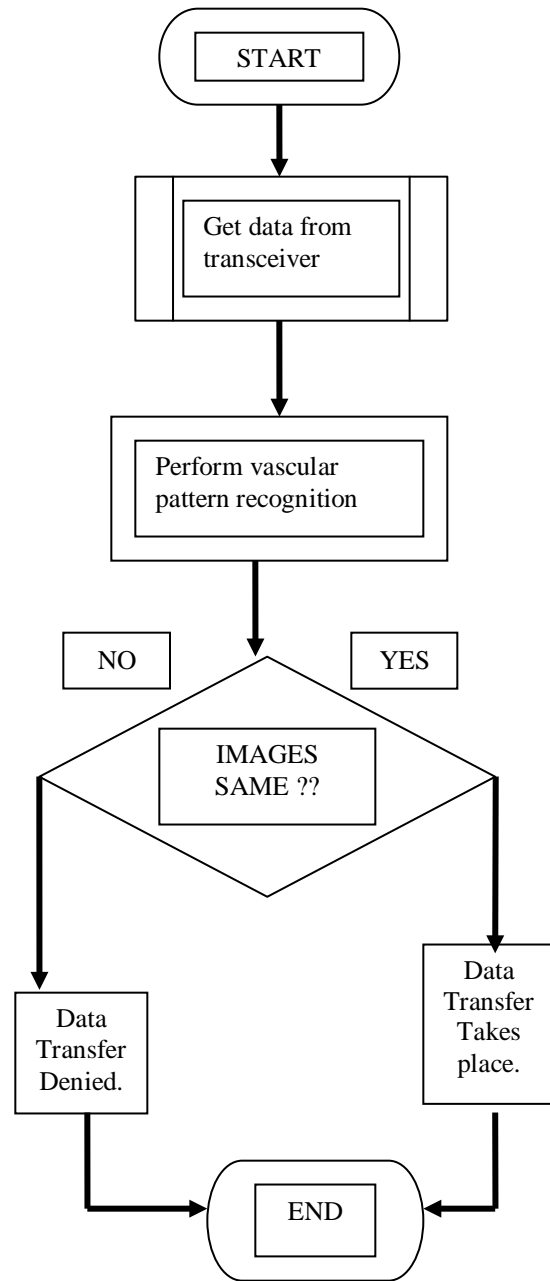 START
Get data from
transceiver
Perform vascular
pattern recognition
NO
YES
IMAGES
SAME ??
Data
Transfer
Denied.
Data
Transfer
Takes
place.
END